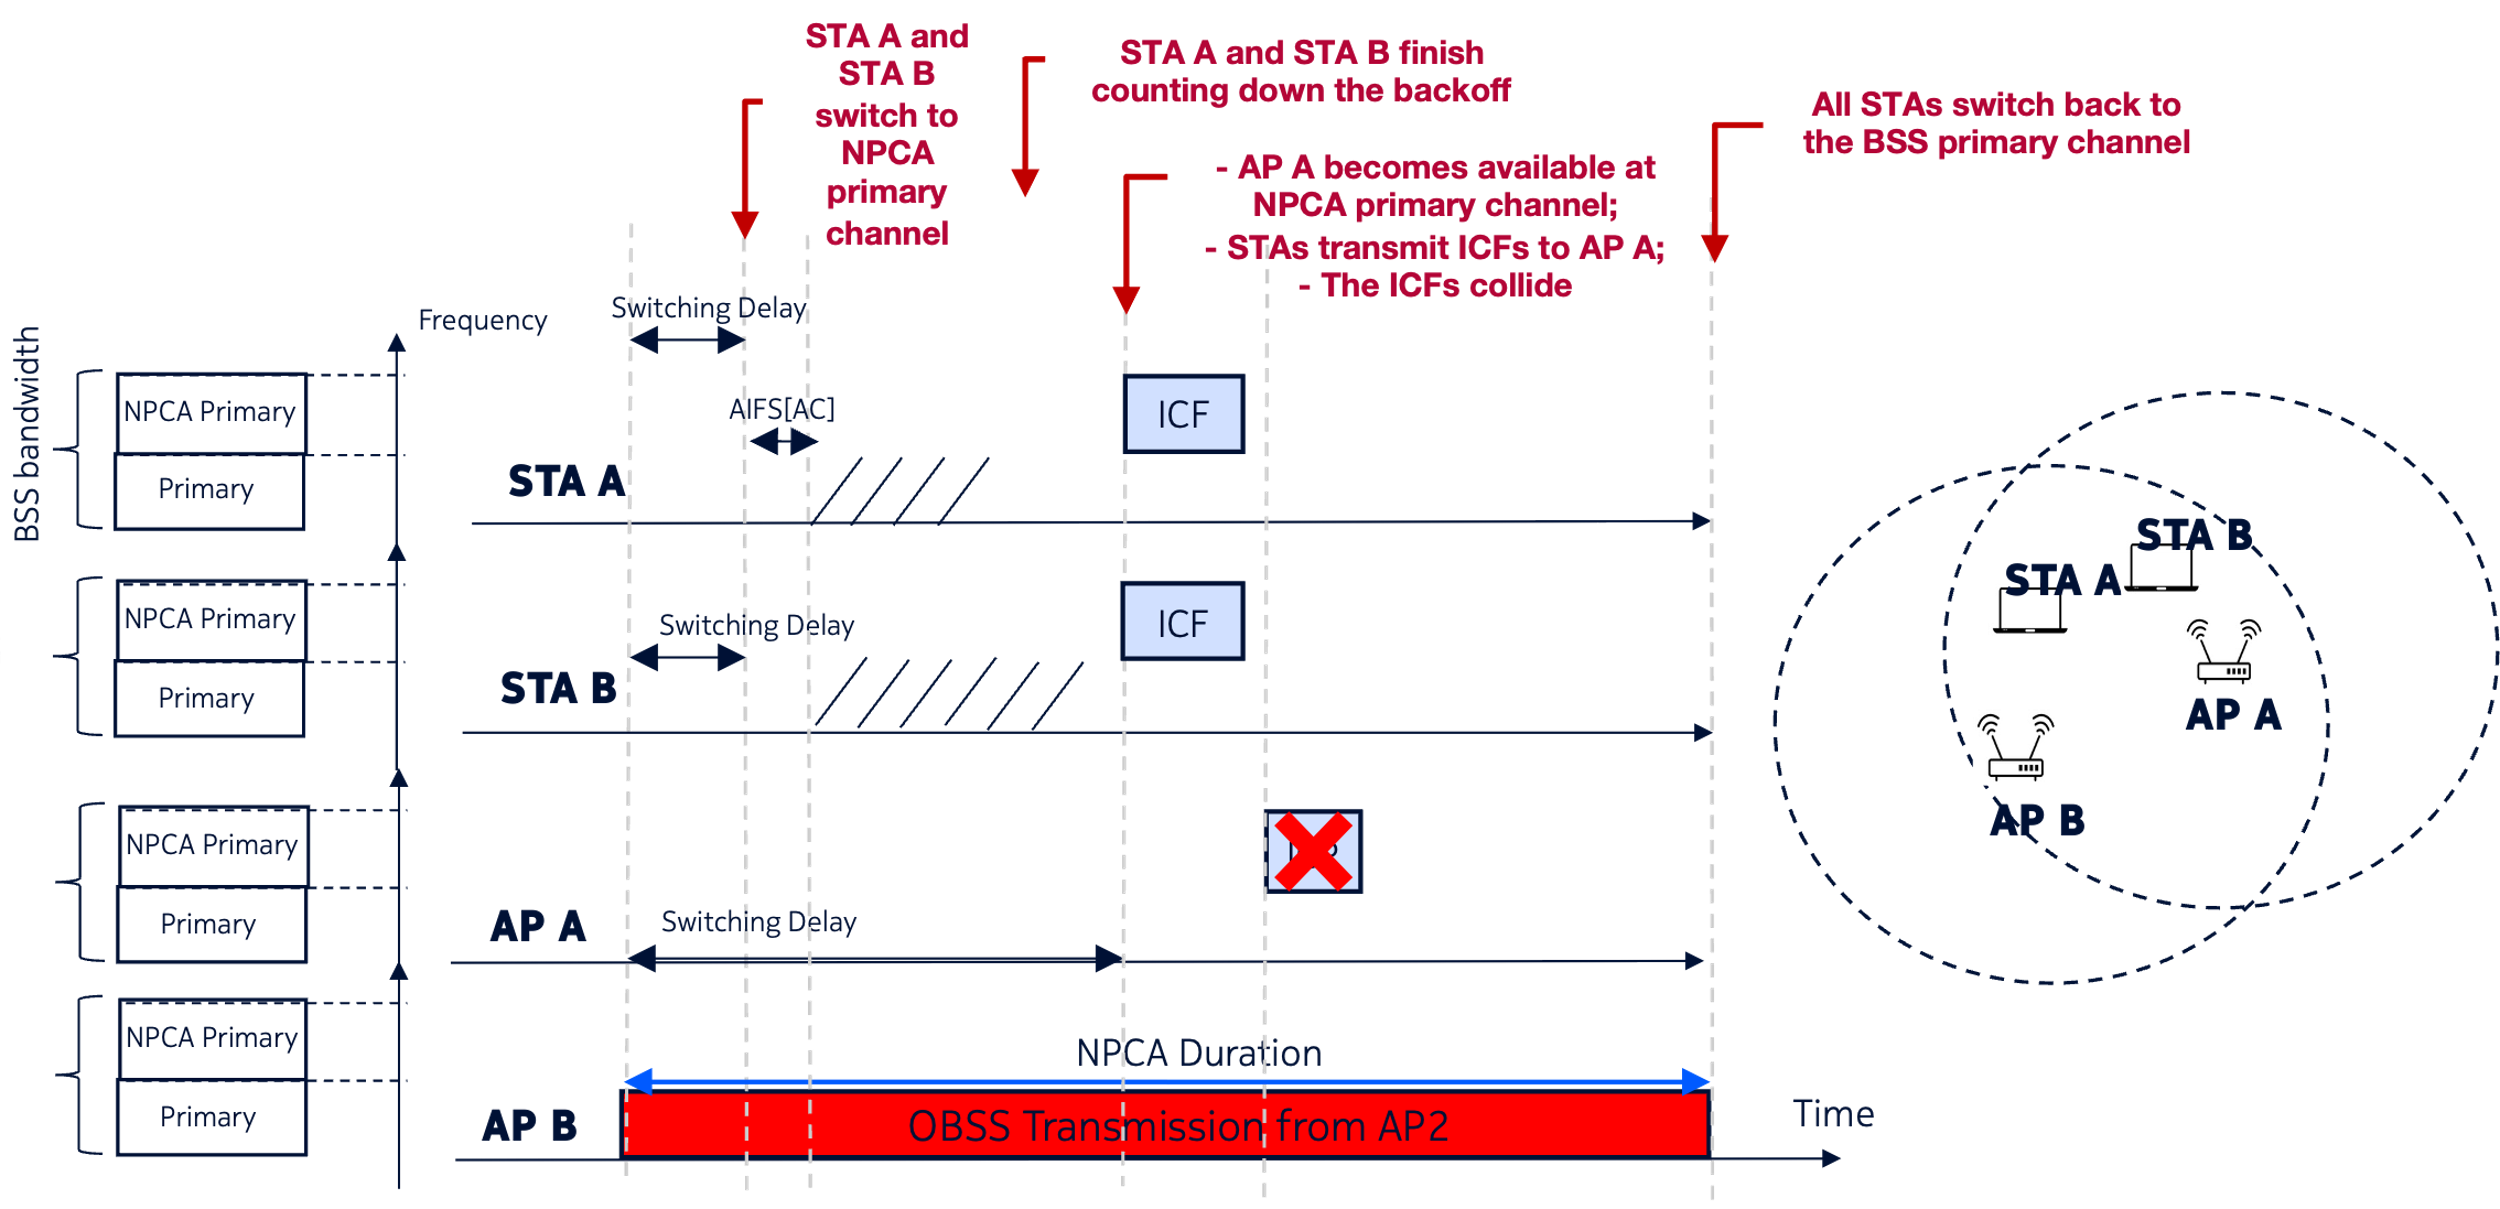 STA A and
STA B
switch to
NPCA
primary
channel
STA A and STA B finish
counting down the backoff
- AP A becomes available at
NPCA primary channel;
- STAs transmit ICFs to AP A;
- The ICFs collide
All STAs switch back to
the BSS primary channel
BSS bandwidth
Frequency
Switching Delay
NPCA Primary
Primary
AIFS[AC]
STA A
ICF
NPCA Primary
Primary
Switching Delay
STA B
ICF
NPCA Primary
Primary
Switching Delay
AP A
NPCA Primary
Primary
NPCA Duration
AP B
OBSS Transmission from AP2
Time
STA B
STA A
AP A
AP B